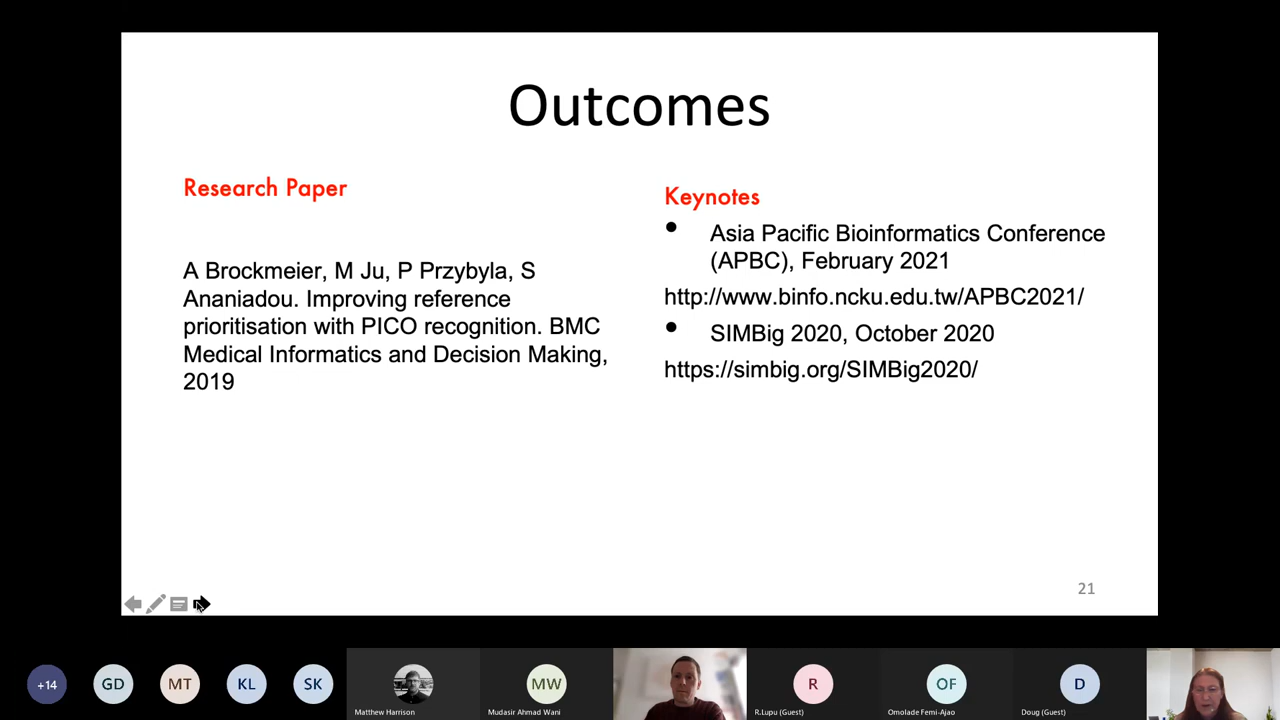 Outcomes
Research Paper
A Brockmeier, M Ju, P Przybyla, S
Ananiadou. Improving reference
prioritisation with PICO recognition. BMC
Medical Informatics and Decision Making,
2019
Keynotes
• Asia Pacific Bioinformatics Conference
(APBC), February 2021
http://www.binfo.ncku.edu.tw/APBC2021/
• SIMBig 2020, October 2020
https://simbig.org/SIMBig2020/
21
+14
GD
MT
KL
SK
Matthew Harrison
MW
Mudasir Ahmad Wani
R
R.Lupu (Guest)
OF
Omolade Femi-Ajao
D
Doug (Guest)